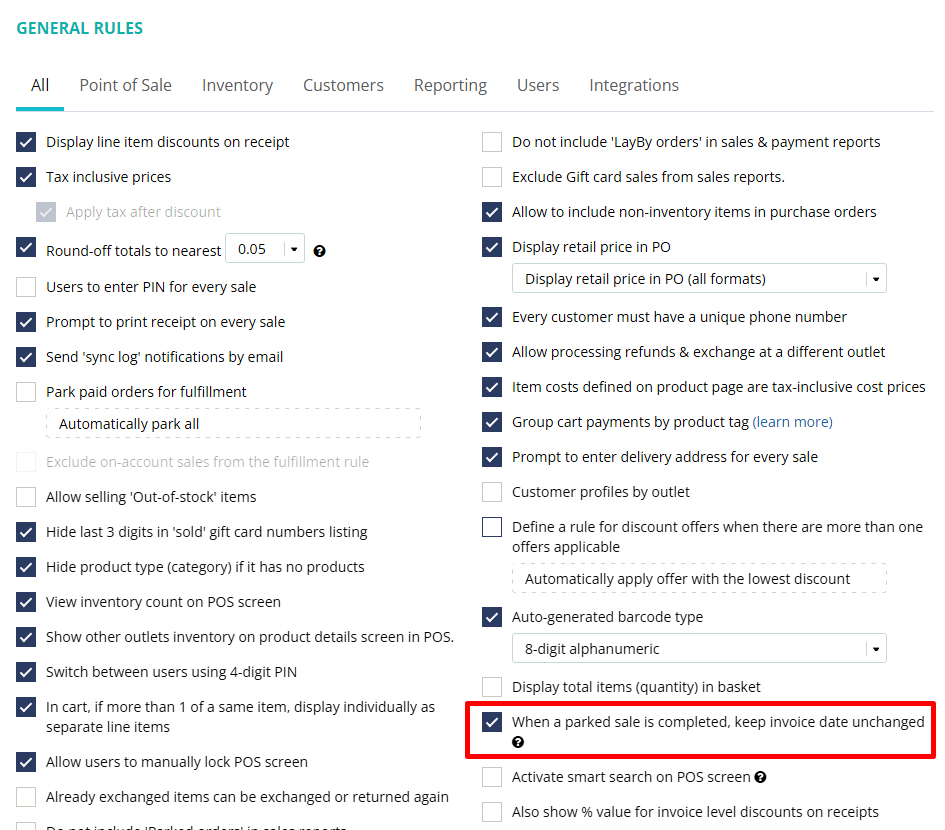 GENERAL RULES
All
Point of Sale
Inventory
Customers
Reporting
Users
Integrations
Display line item discounts on receipt
Tax inclusive prices
Apply tax after discount
Round-off totals to nearest 0.05
Users to enter PIN for every sale
Prompt to print receipt on every sale
Send 'sync log' notifications by email
Park paid orders for fulfillment
Automatically park all
Exclude on-account sales from the fulfillment rule
Allow selling 'Out-of-stock' items
Hide last 3 digits in 'sold' gift card numbers listing
Hide product type (category) if it has no products
View inventory count on POS screen
Show other outlets inventory on product details screen in POS.
Switch between users using 4-digit PIN
In cart, if more than 1 of a same item, display individually as
separate line items
Allow users to manually lock POS screen
Already exchanged items can be exchanged or returned again
Do not include 'Parked orders' in sales reports
Do not include 'LayBy orders' in sales & payment reports
Exclude Gift card sales from sales reports.
Allow to include non-inventory items in purchase orders
Display retail price in PO
Display retail price in PO (all formats)
Every customer must have a unique phone number
Allow processing refunds & exchange at a different outlet
Item costs defined on product page are tax-inclusive cost prices
Group cart payments by product tag (learn more)
Prompt to enter delivery address for every sale
Customer profiles by outlet
Define a rule for discount offers when there are more than one
offers applicable
Automatically apply offer with the lowest discount
Auto-generated barcode type
8-digit alphanumeric
Display total items (quantity) in basket
When a parked sale is completed, keep invoice date unchanged
Activate smart search on POS screen
Also show % value for invoice level discounts on receipts